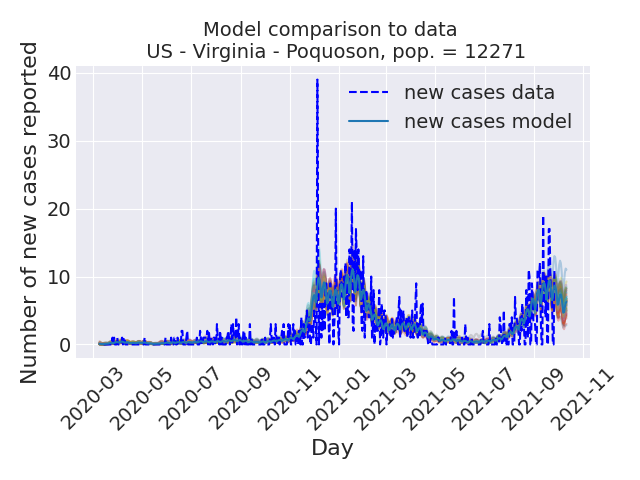 Model comparison to data
US - Virginia - Poquoson, pop. = 12271
Number of new cases reported
40
30
20
10
0
new cases data
new cases model
2020-03
2020-05
2020-07
2020-09
2020-11
2021-01
2021-03
2021-05
2021-07
2021-09
2021-11
Day